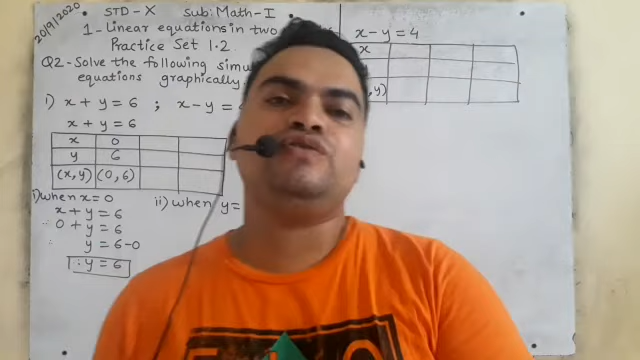 20/9/2020
STD-X Sub: Math-I
1-Linear equations in two
Practice Set 1.2
Q2-Solve the following
equations graphically
i) x + y = 6 ; x - y =
x + y = 6
x 0
y 6
(x, y) (0, 6)
i) when x = 0
x + y = 6
0 + y = 6
y = 6-0
∴ y = 6
ii) when y =
x - y = 4
x
y)